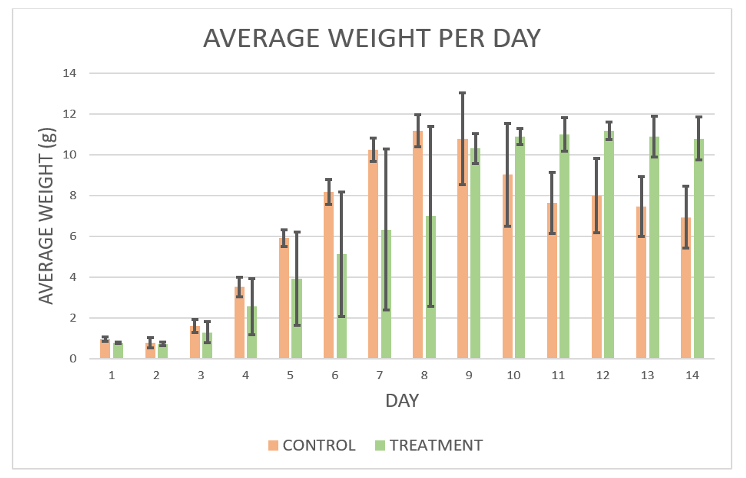 AVERAGE WEIGHT PER DAY
14
12
10
8
6
4
2
0
AVERAGE WEIGHT (g)
1 2 3 4 5 6 7 8 9 10 11 12 13 14
DAY
CONTROL TREATMENT